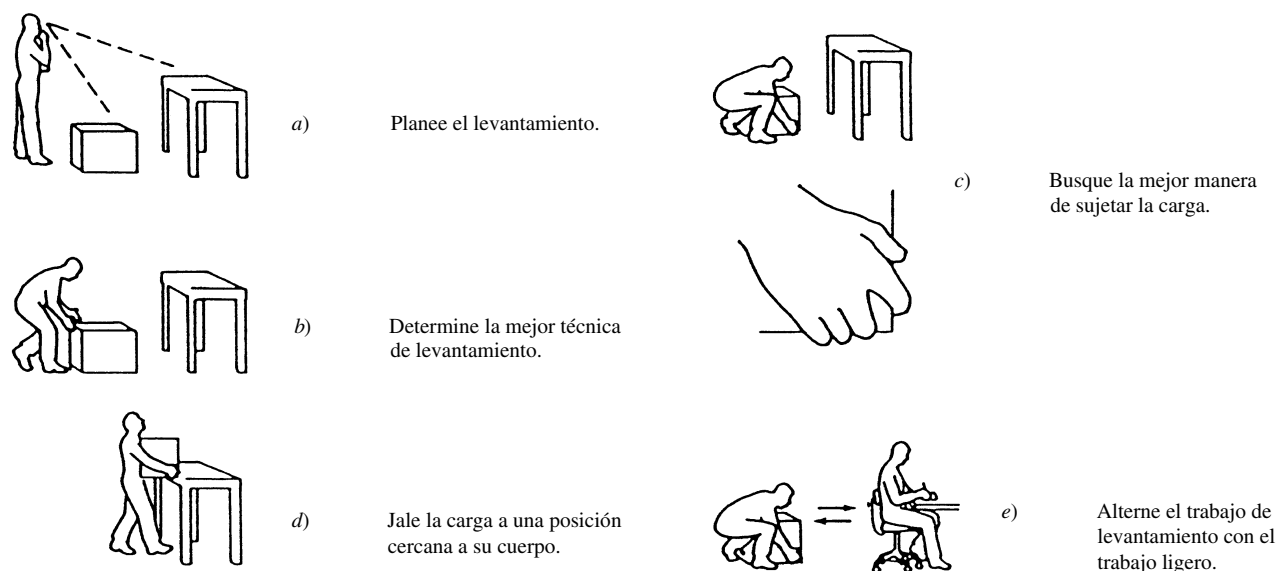 a) Planee el levantamiento.
b) Determine la mejor técnica
de levantamiento.
c) Busque la mejor manera
de sujetar la carga.
d) Jale la carga a una posición
cercana a su cuerpo.
e) Alterne el trabajo de
levantamiento con el
trabajo ligero.